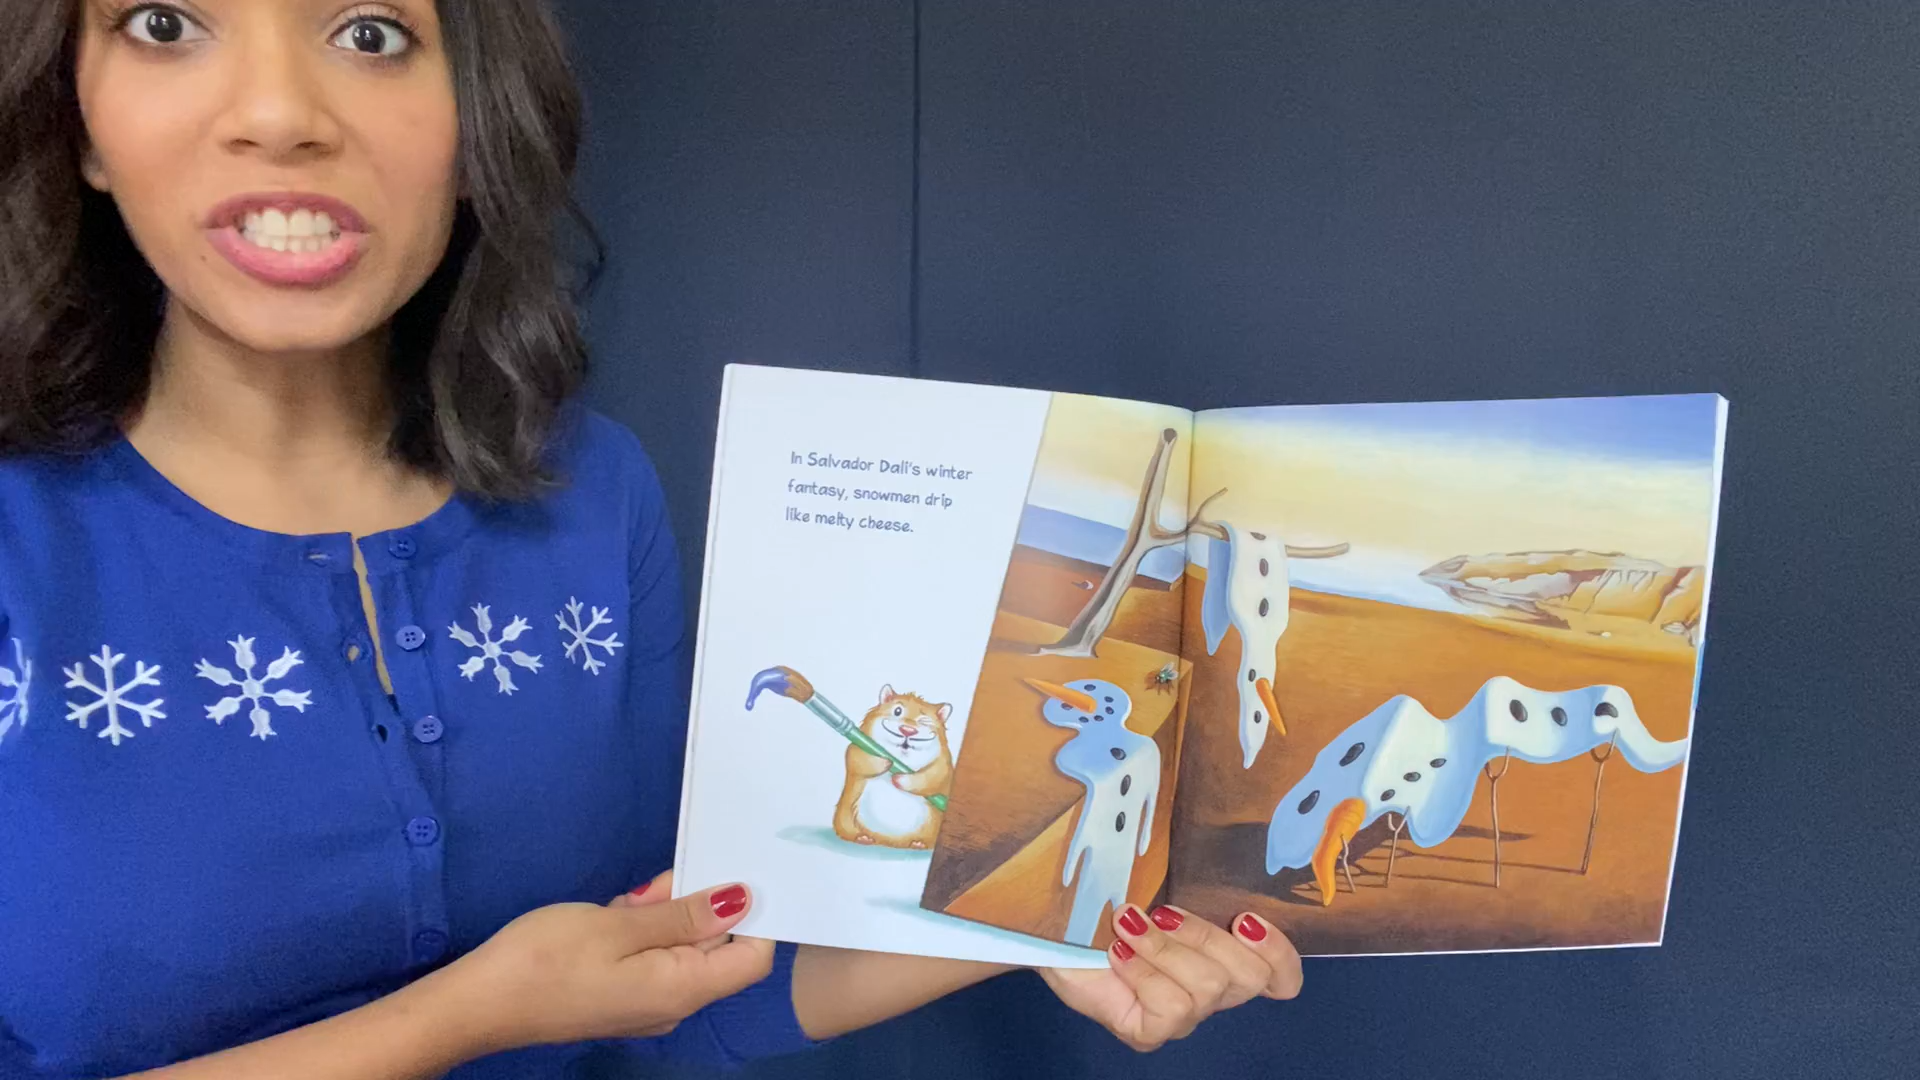 In Salvador Dali's winter
fantasy, snowmen drip
like melty cheese.